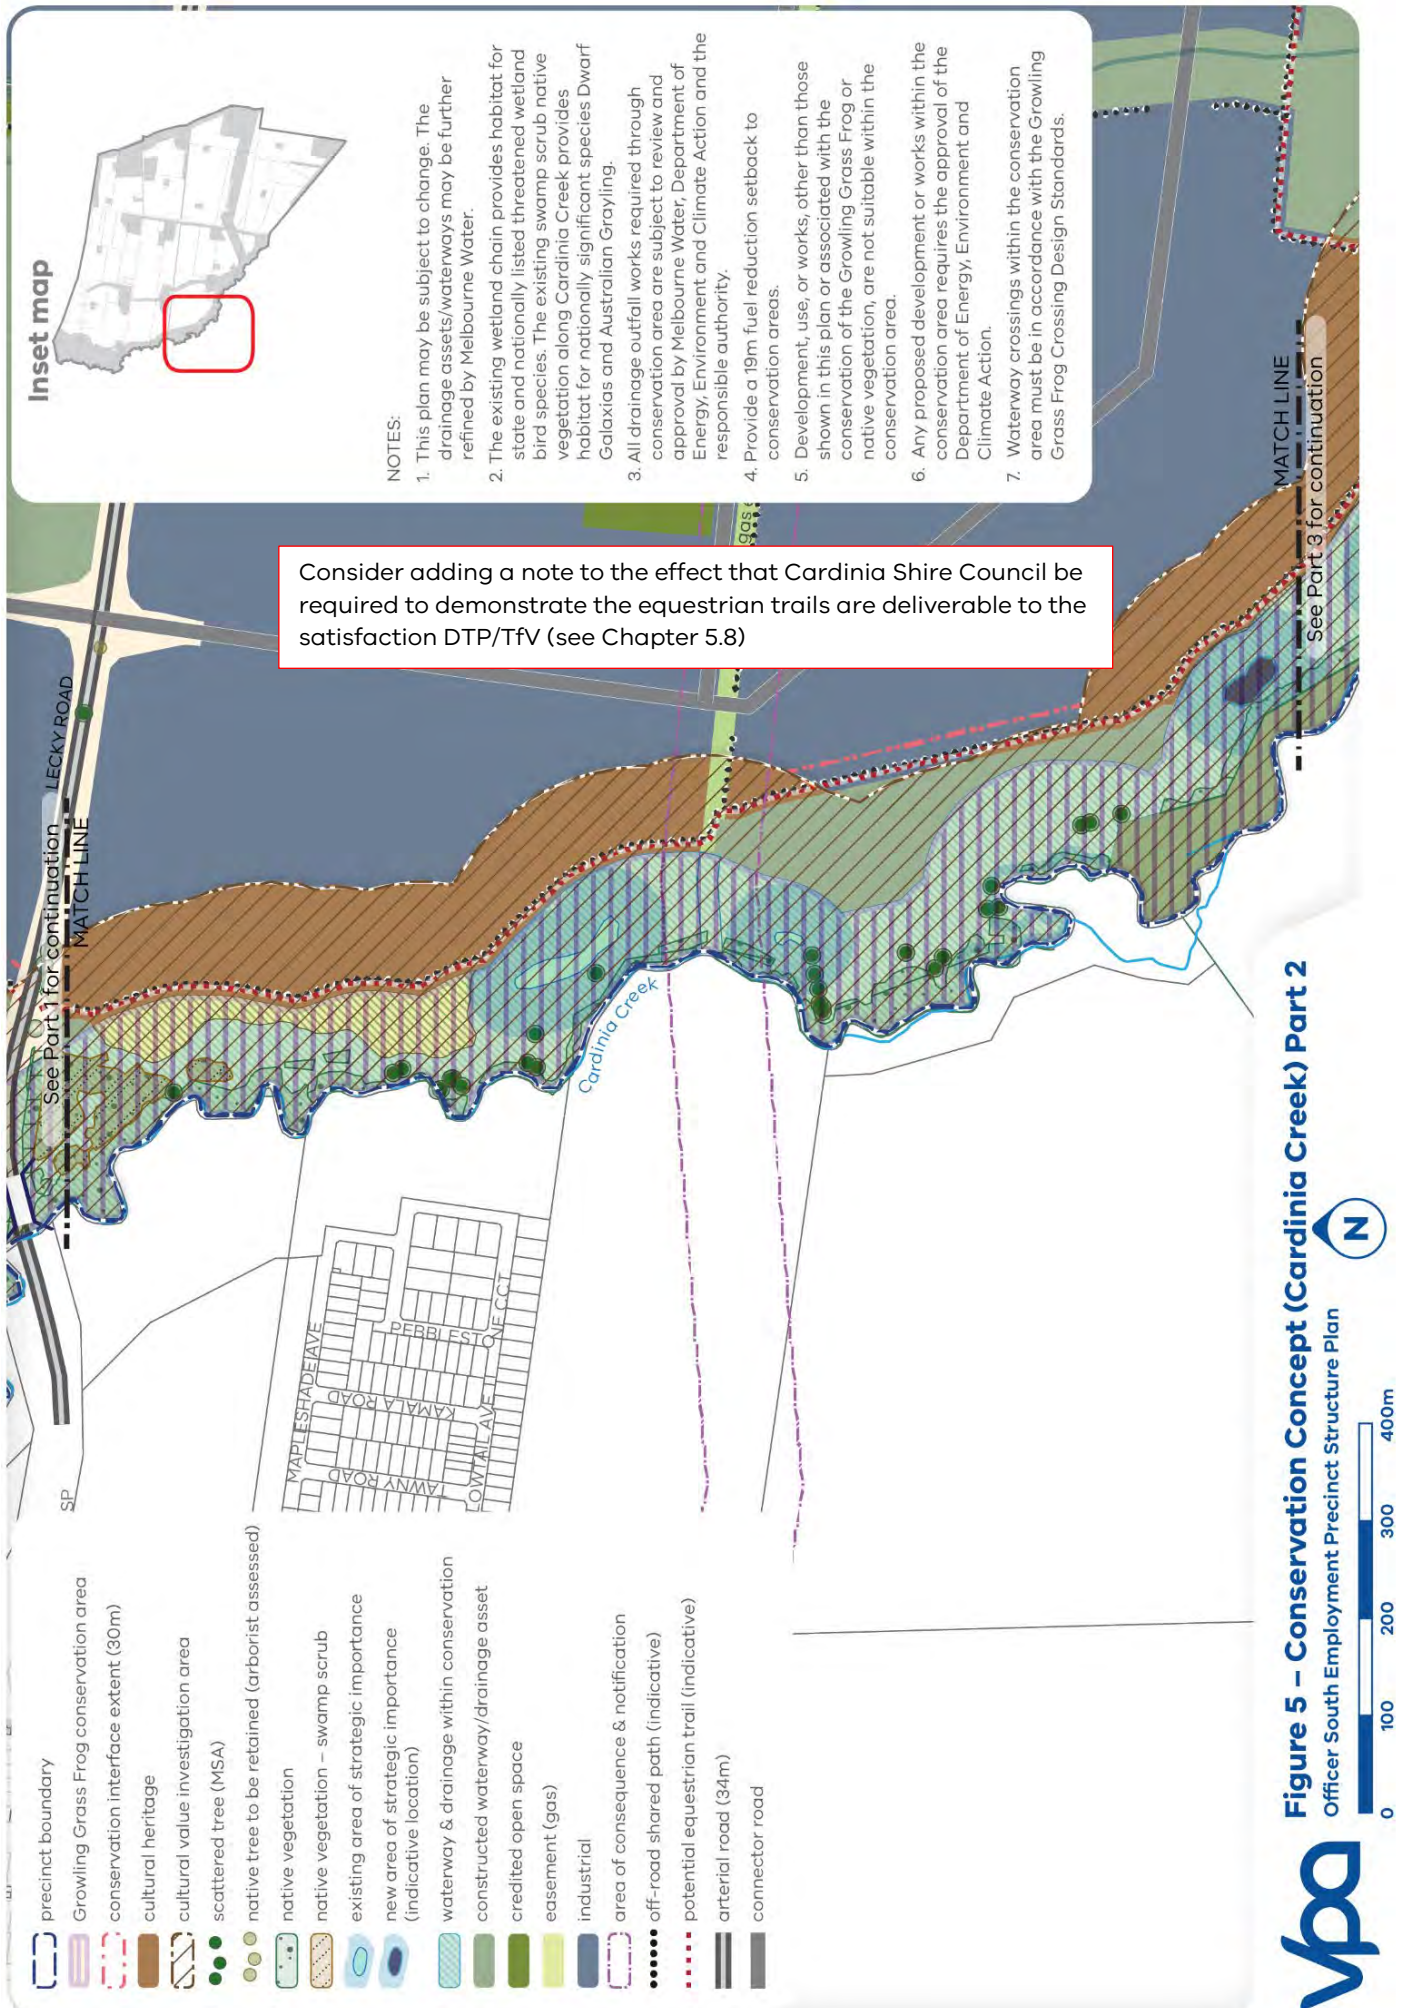 Inset map
NOTES:
1. This plan may be subject to change. The
drainage assets/waterways may be further
refined by Melbourne Water.
2. The existing wetland chain provides habitat for
state and nationally listed threatened wetland
bird species. The existing swamp scrub native
vegetation along Cardinia Creek provides
habitat for nationally significant species Dwarf
Galaxias and Australian Grayling.
3. All drainage outfall works required through
conservation area are subject to review and
approval by Melbourne Water, Department of
Energy, Environment and Climate Action and the
responsible authority.
4. Provide a 19m fuel reduction setback to
conservation areas.
5. Development, use, or works, other than those
shown in this plan or associated with the
conservation of the Growling Grass Frog or
native vegetation, are not suitable within the
conservation area.
6. Any proposed development or works within the
conservation area requires the approval of the
Department of Energy, Environment and
Climate Action.
7. Waterway crossings within the conservation
area must be in accordance with the Growling
Grass Frog Crossing Design Standards.
Consider adding a note to the effect that Cardinia Shire Council be
required to demonstrate the equestrian trails are deliverable to the
satisfaction DTP/TfV (see Chapter 5.8)
gas
LECKY ROAD
See Part 1 for continuation
MATCH LINE
MATCH LINE
See Part 3 for continuation
Cardinia Creek
MAPLESHADE AVE
PEBBLESTONE CCT
KAMALA ROAD
TAWNY ROAD
LOWTAIL AVE
SP
precinct boundary
Growling Grass Frog conservation area
conservation interface extent (30m)
cultural heritage
cultural value investigation area
scattered tree (MSA)
native tree to be retained (arborist assessed)
native vegetation
native vegetation – swamp scrub
existing area of strategic importance
new area of strategic importance
(indicative location)
waterway & drainage within conservation
constructed waterway/drainage asset
credited open space
easement (gas)
industrial
area of consequence & notification
off-road shared path (indicative)
potential equestrian trail (indicative)
arterial road (34m)
connector road
vpa
Figure 5 – Conservation Concept (Cardinia Creek) Part 2
Officer South Employment Precinct Structure Plan
0 100 200 300 400m
N